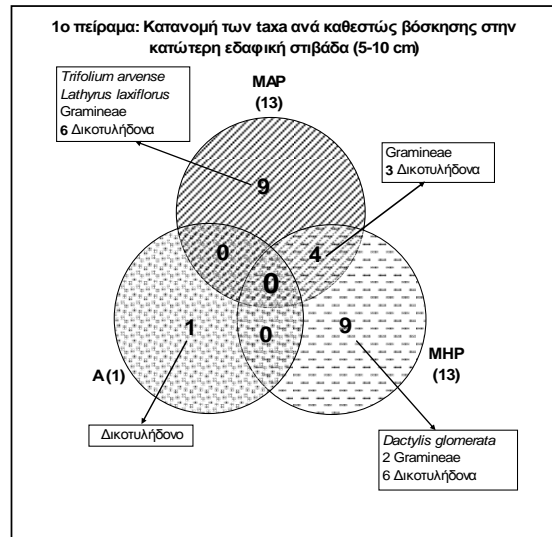 1ο πείραμα: Κατανομή των taxa ανά καθεστώς βόσκησης στην
κατώτερη εδαφική στιβάδα (5-10 cm)
Trifolium arvense
Lathyrus laxiflorus
Gramineae
6 Δικοτυλήδονα
ΜΑΡ
(13)
Gramineae
3 Δικοτυλήδονα
9
0
4
0
1
0
9
Α(1)
ΜΗΡ
(13)
Δικοτυλήδονο
Dactylis glomerata
2 Gramineae
6 Δικοτυλήδονα